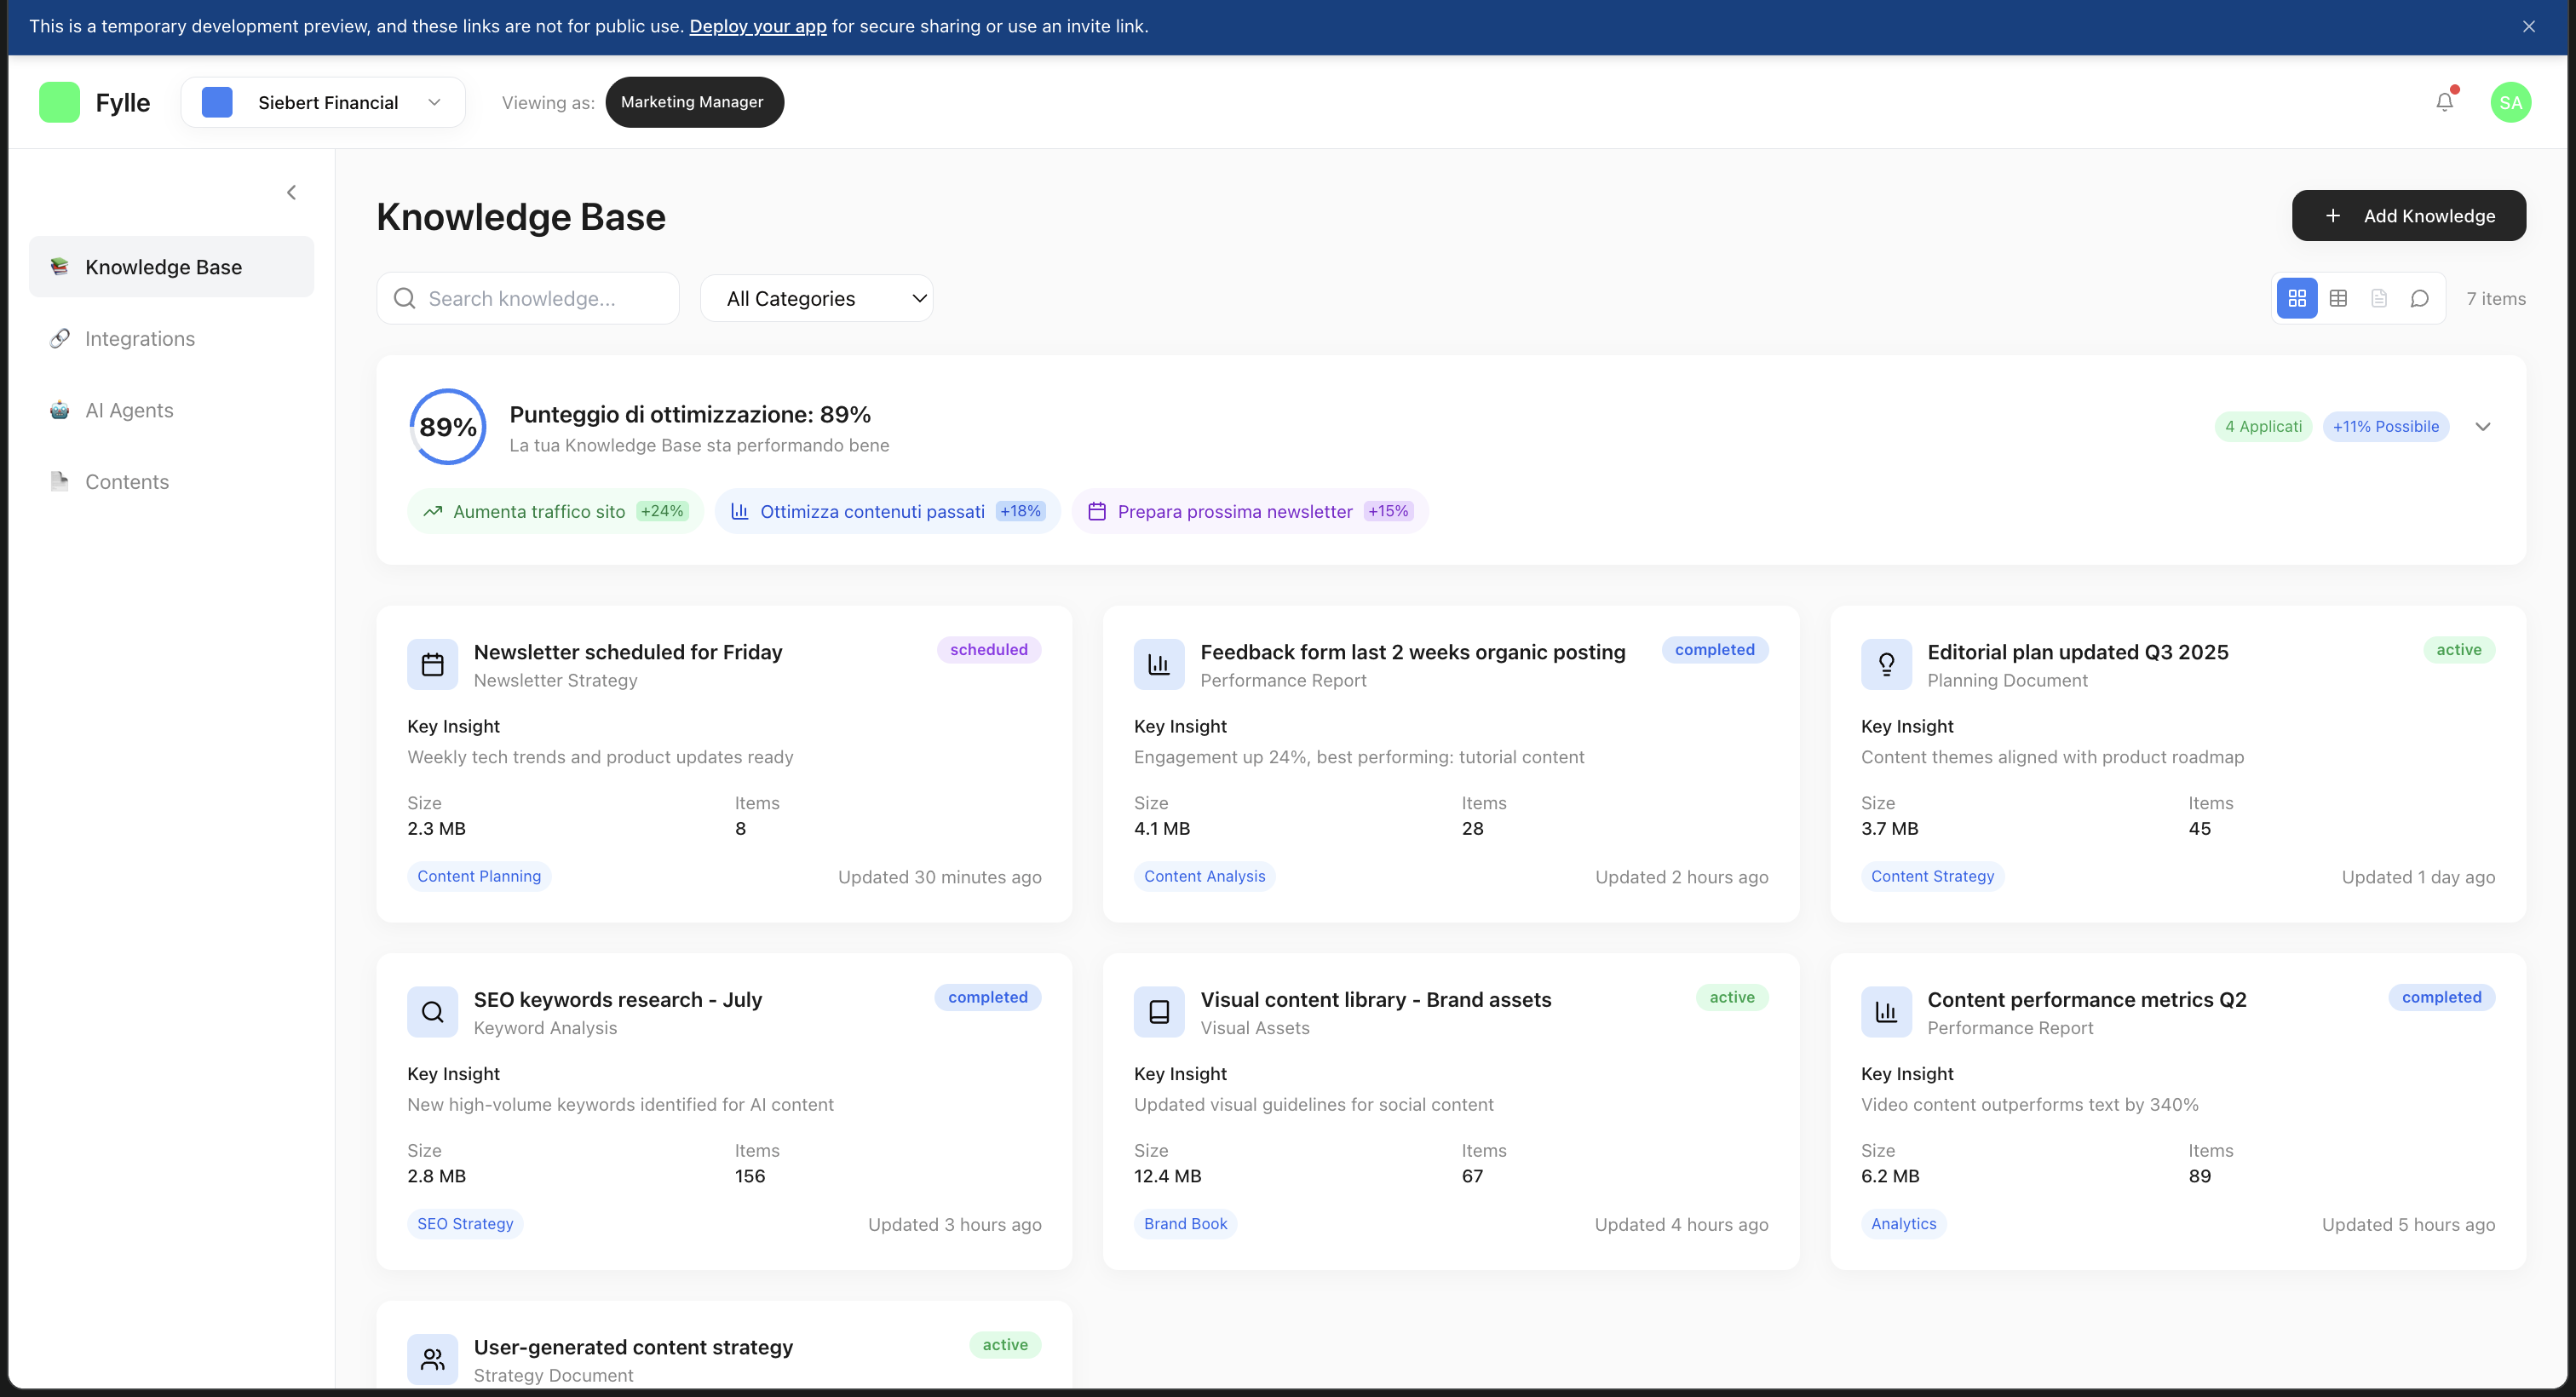 This is a temporary development preview, and these links are not for public use. Deploy your app for secure sharing or use an invite link.
Fylle
Siebert Financial
Viewing as:
Marketing Manager
SA
Knowledge Base
Integrations
AI Agents
Contents
Knowledge Base
Add Knowledge
Search knowledge...
All Categories
7 items
89%
Punteggio di ottimizzazione: 89%
La tua Knowledge Base sta performando bene
4 Applicati
+11% Possibile
Aumenta traffico sito +24%
Ottimizza contenuti passati +18%
Prepara prossima newsletter +15%
Newsletter scheduled for Friday
scheduled
Newsletter Strategy
Key Insight
Weekly tech trends and product updates ready
Size
Items
2.3 MB
8
Content Planning
Updated 30 minutes ago
Feedback form last 2 weeks organic posting
completed
Performance Report
Key Insight
Engagement up 24%, best performing: tutorial content
Size
Items
4.1 MB
28
Content Analysis
Updated 2 hours ago
Editorial plan updated Q3 2025
active
Planning Document
Key Insight
Content themes aligned with product roadmap
Size
Items
3.7 MB
45
Content Strategy
Updated 1 day ago
SEO keywords research - July
completed
Keyword Analysis
Key Insight
New high-volume keywords identified for AI content
Size
Items
2.8 MB
156
SEO Strategy
Updated 3 hours ago
Visual content library - Brand assets
active
Visual Assets
Key Insight
Updated visual guidelines for social content
Size
Items
12.4 MB
67
Brand Book
Updated 4 hours ago
Content performance metrics Q2
completed
Performance Report
Key Insight
Video content outperforms text by 340%
Size
Items
6.2 MB
89
Analytics
Updated 5 hours ago
User-generated content strategy
active
Strategy Document